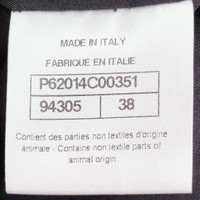 MADE IN ITALY
FABRIQUE EN ITALIE
P62014C00351
94305 38
Contient des parties non textiles d'origine
animale - Contains non textile parts of
animal origin